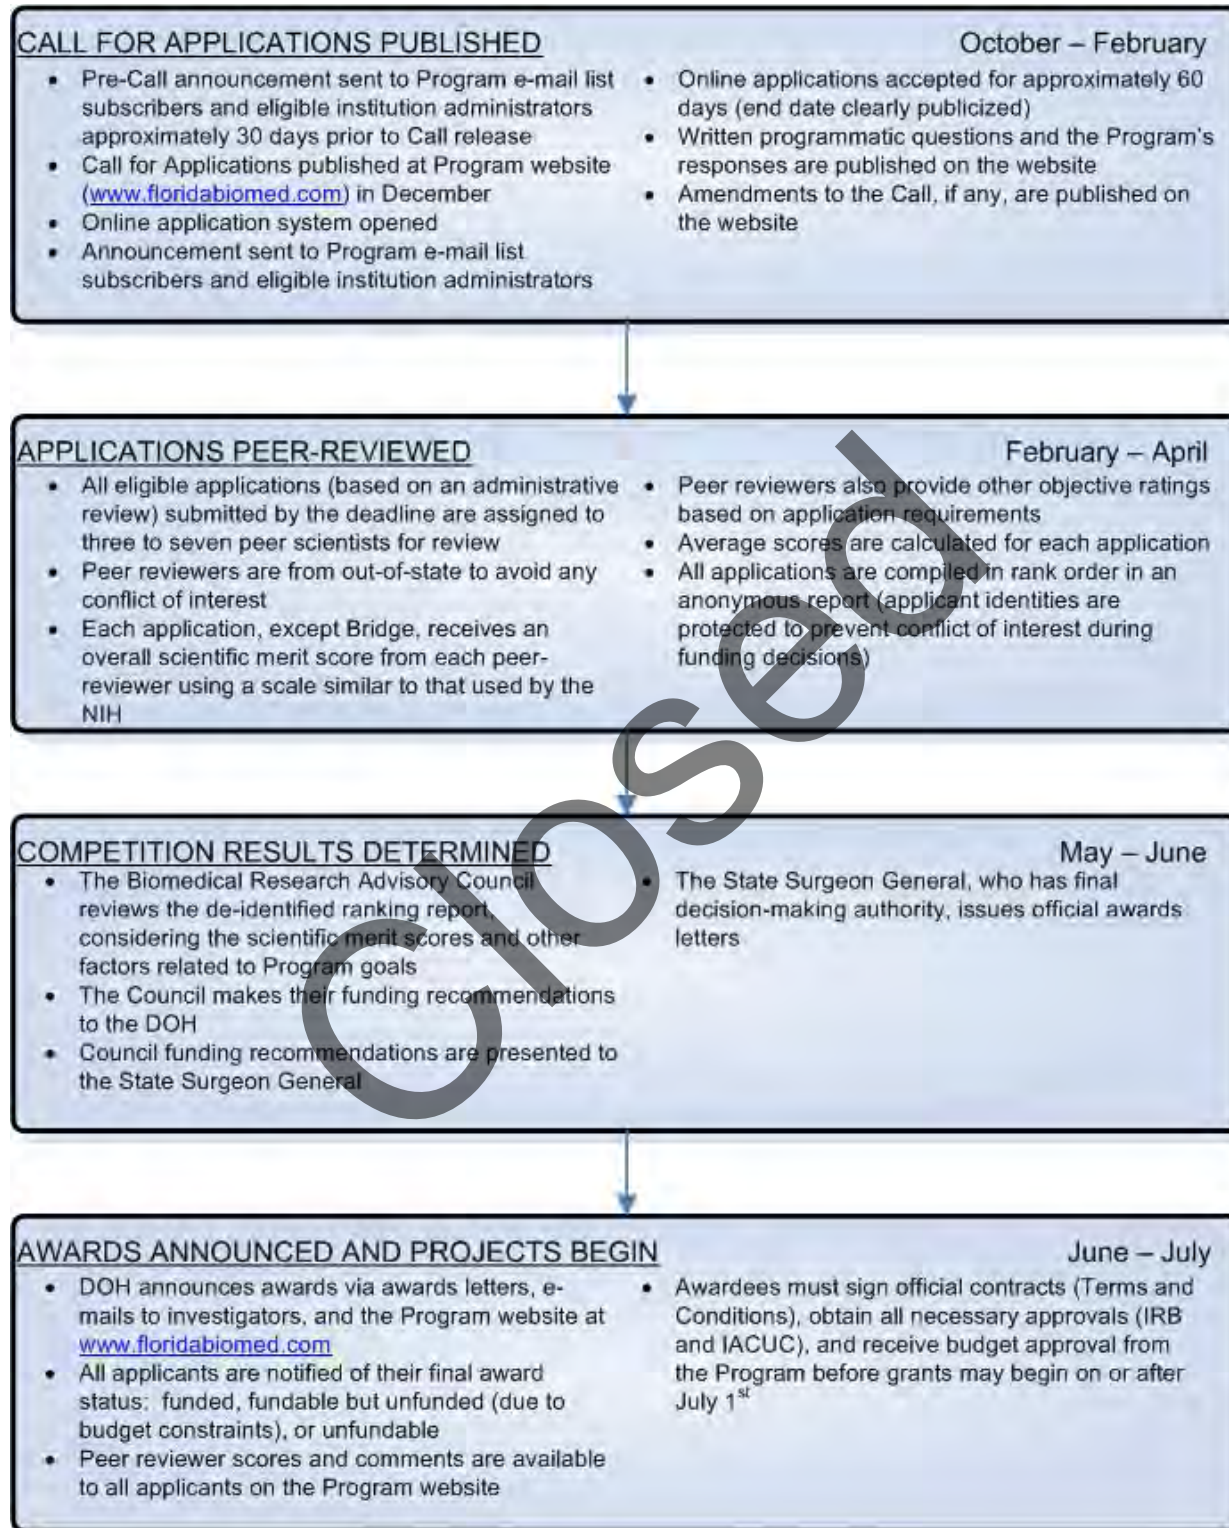 CALL FOR APPLICATIONS PUBLISHED
October – February
• Pre-Call announcement sent to Program e-mail list
subscribers and eligible institution administrators
approximately 30 days prior to Call release
• Call for Applications published at Program website
(www.floridabiomed.com) in December
• Online application system opened
• Announcement sent to Program e-mail list
subscribers and eligible institution administrators
• Online applications accepted for approximately 60
days (end date clearly publicized)
• Written programmatic questions and the Program's
responses are published on the website
• Amendments to the Call, if any, are published on
the website
APPLICATIONS PEER-REVIEWED
February – April
• All eligible applications (based on an administrative
review) submitted by the deadline are assigned to
three to seven peer scientists for review
• Peer reviewers are from out-of-state to avoid any
conflict of interest
• Each application, except Bridge, receives an
overall scientific merit score from each peer-
reviewer using a scale similar to that used by the
NIH
• Peer reviewers also provide other objective ratings
based on application requirements
• Average scores are calculated for each application
• All applications are compiled in rank order in an
anonymous report (applicant identities are
protected to prevent conflict of interest during
funding decisions)
COMPETITION RESULTS DETERMINED
May – June
• The Biomedical Research Advisory Council
reviews the de-identified ranking report,
considering the scientific merit scores and other
factors related to Program goals
• The Council makes their funding recommendations
to the DOH
• Council funding recommendations are presented to
the State Surgeon General
• The State Surgeon General, who has final
decision-making authority, issues official awards
letters
AWARDS ANNOUNCED AND PROJECTS BEGIN
June – July
• DOH announces awards via awards letters, e-
mails to investigators, and the Program website at
www.floridabiomed.com
• All applicants are notified of their final award
status: funded, fundable but unfunded (due to
budget constraints), or unfundable
• Peer reviewer scores and comments are available
to all applicants on the Program website
• Awardees must sign official contracts (Terms and
Conditions), obtain all necessary approvals (IRB
and IACUC), and receive budget approval from
the Program before grants may begin on or after
July 1st
Closed